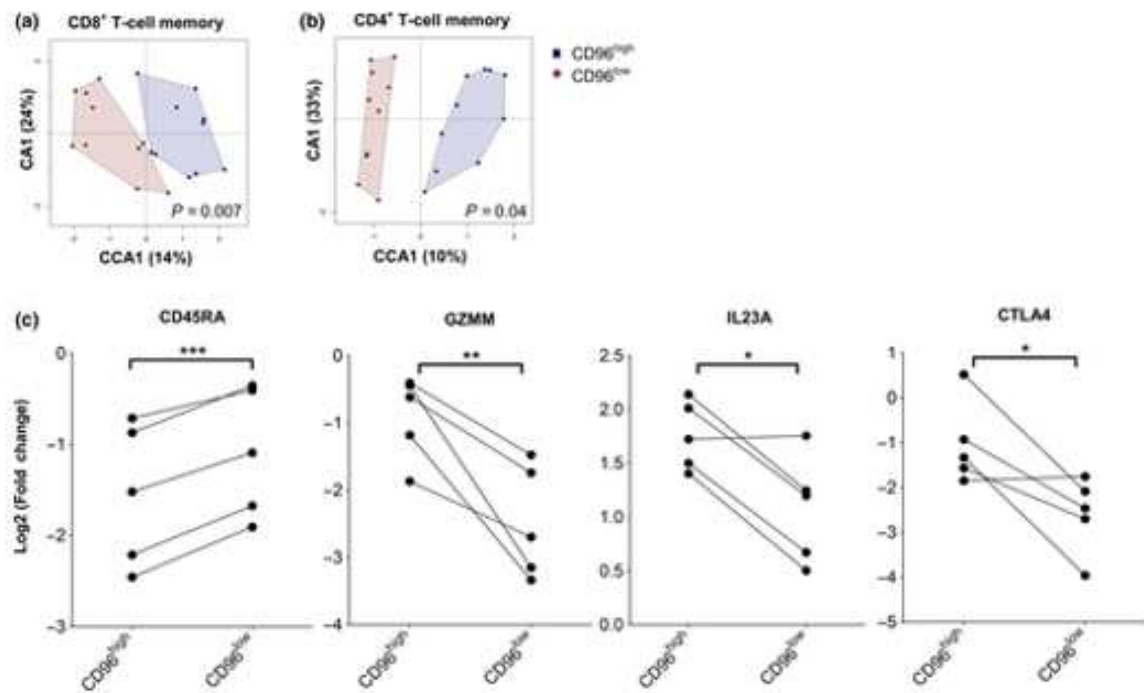 (a)
CD8⁺ T-cell memory
CA1 (24%)
P = 0.007
CCA1 (14%)
(b)
CD4⁺ T-cell memory
CA1 (33%)
P = 0.04
CCA1 (10%)
CD96ʰⁱᵍʰ
CD96ˡᵒʷ
(c)
Log2 (Fold change)
CD45RA
***
0
−1
−2
−3
CD96ʰⁱᵍʰ
CD96ˡᵒʷ
GZMM
**
0
−1
−2
−3
−4
CD96ʰⁱᵍʰ
CD96ˡᵒʷ
IL23A
*
2.5
2.0
1.5
1.0
0.5
0.0
CD96ʰⁱᵍʰ
CD96ˡᵒʷ
CTLA4
*
1
0
−1
−2
−3
−4
−5
CD96ʰⁱᵍʰ
CD96ˡᵒʷ